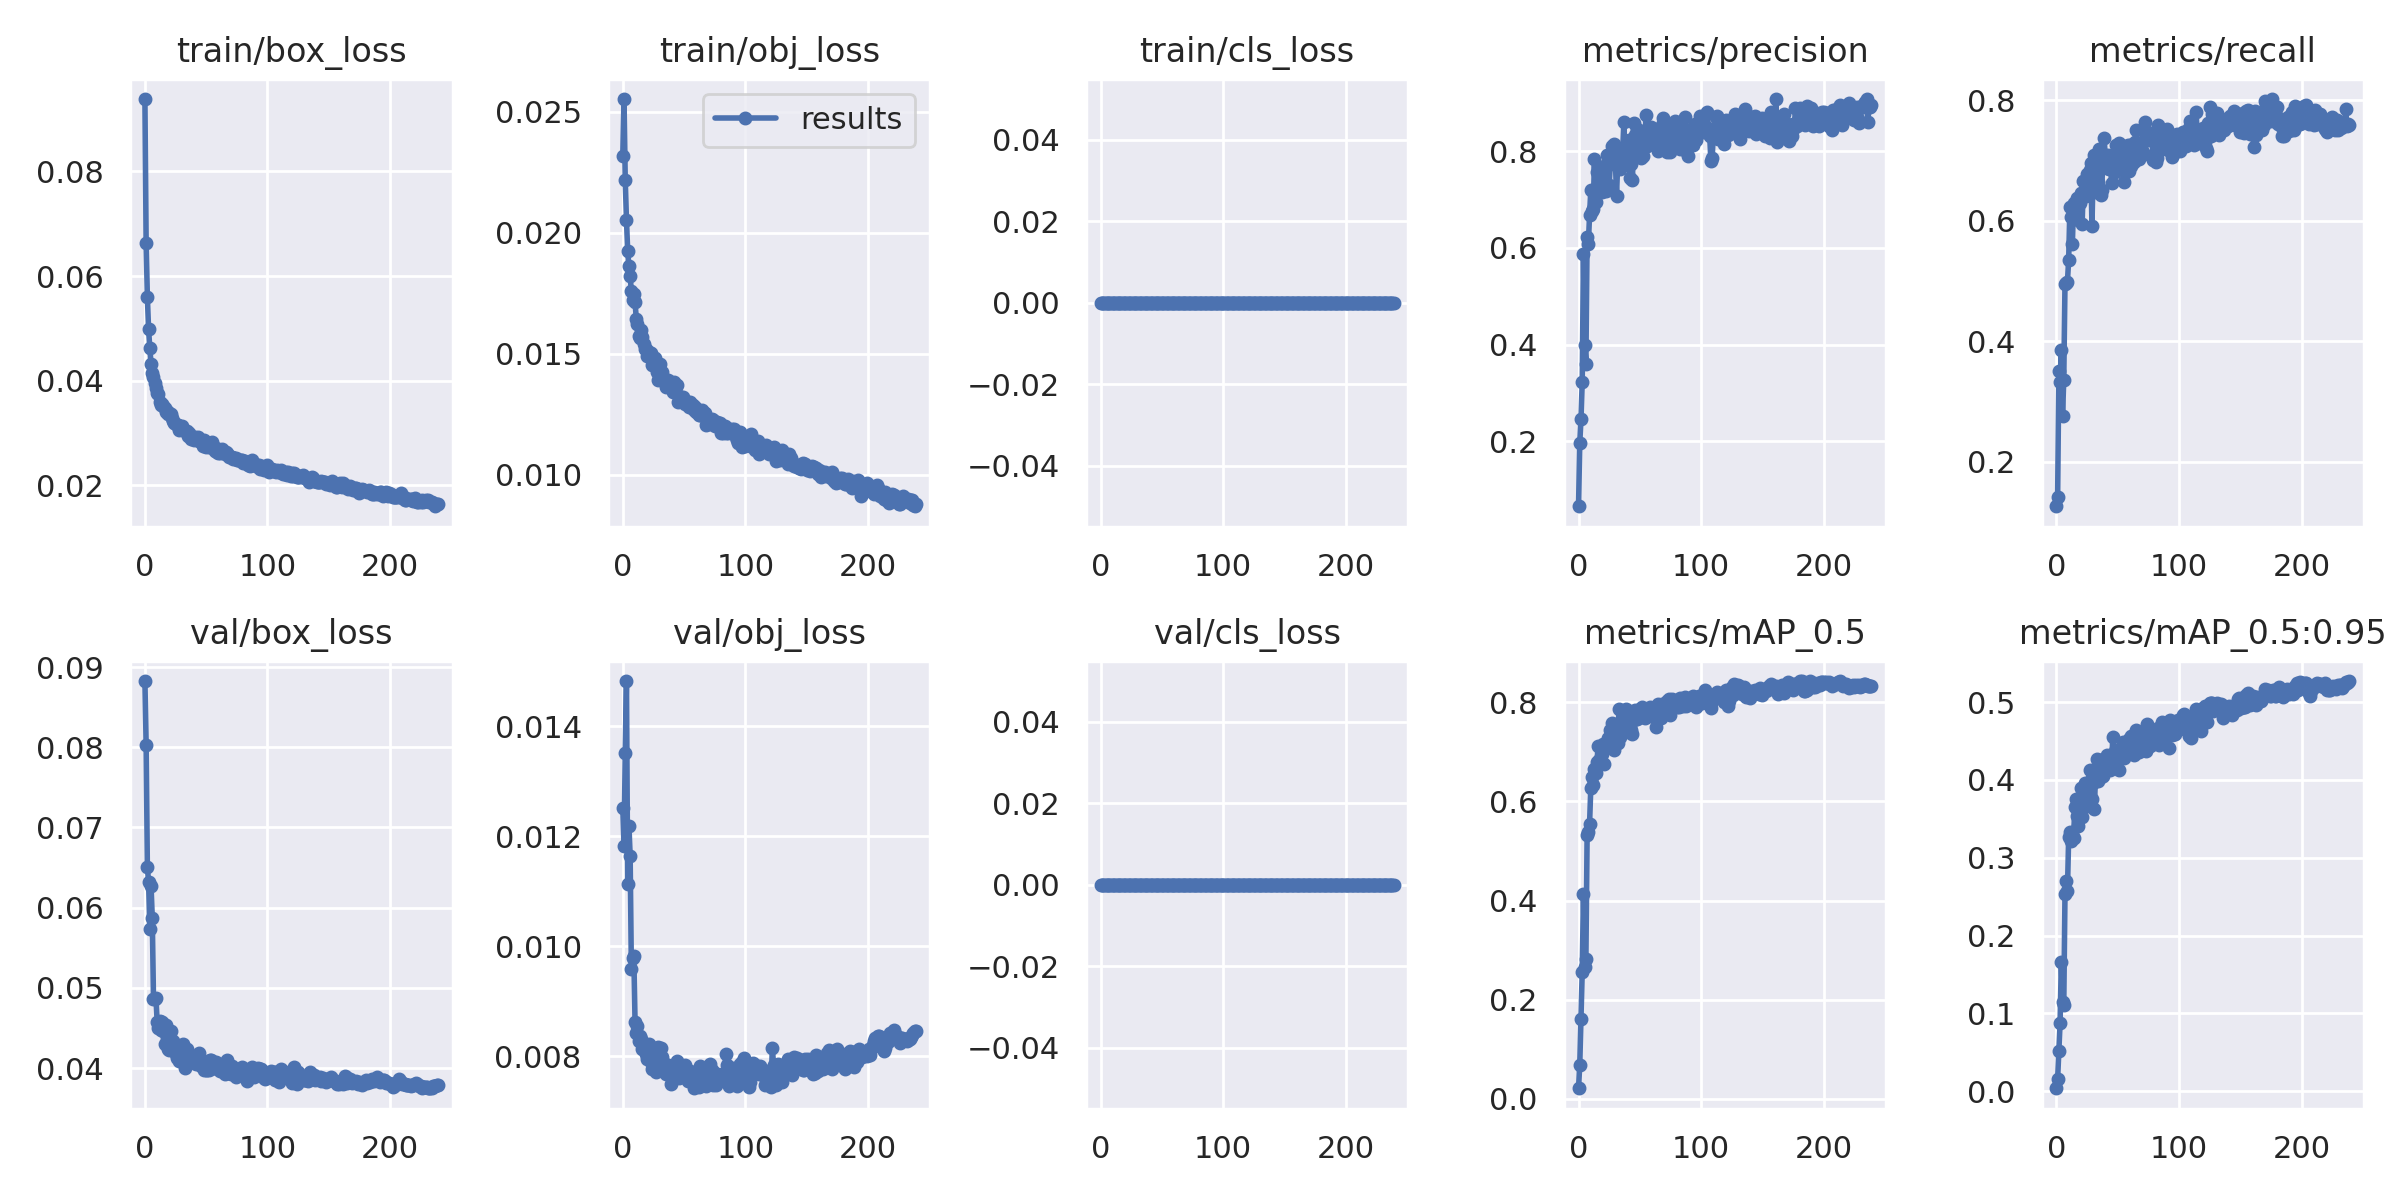 train/box_loss
train/obj_loss
train/cls_loss
metrics/precision
metrics/recall
0.08
0.06
0.04
0.02
0 100 200
results
0.025
0.020
0.015
0.010
0 100 200
0.04
0.02
0.00
−0.02
−0.04
0 100 200
0.8
0.6
0.4
0.2
0 100 200
0.8
0.6
0.4
0.2
0 100 200
val/box_loss
val/obj_loss
val/cls_loss
metrics/mAP_0.5
metrics/mAP_0.5:0.95
0.09
0.08
0.07
0.06
0.05
0.04
0 100 200
0.014
0.012
0.010
0.008
0 100 200
0.04
0.02
0.00
−0.02
−0.04
0 100 200
0.8
0.6
0.4
0.2
0.0
0 100 200
0.5
0.4
0.3
0.2
0.1
0.0
0 100 200